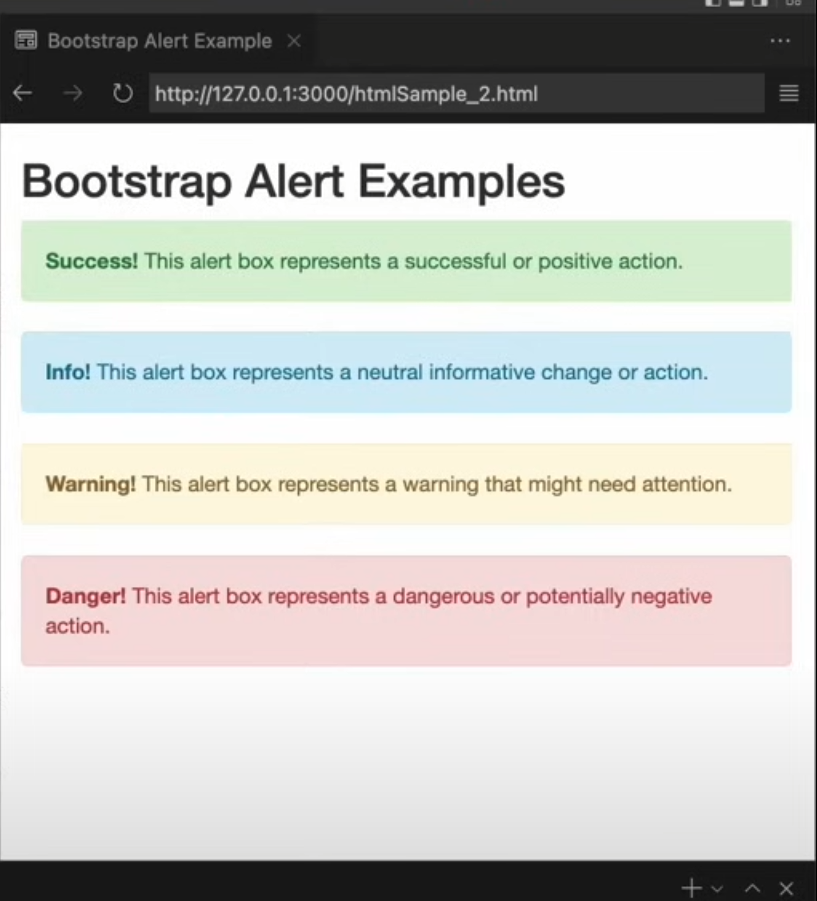 Bootstrap Alert Example
http://127.0.0.1:3000/htmlSample_2.html
Bootstrap Alert Examples
Success! This alert box represents a successful or positive action.
Info! This alert box represents a neutral informative change or action.
Warning! This alert box represents a warning that might need attention.
Danger! This alert box represents a dangerous or potentially negative
action.